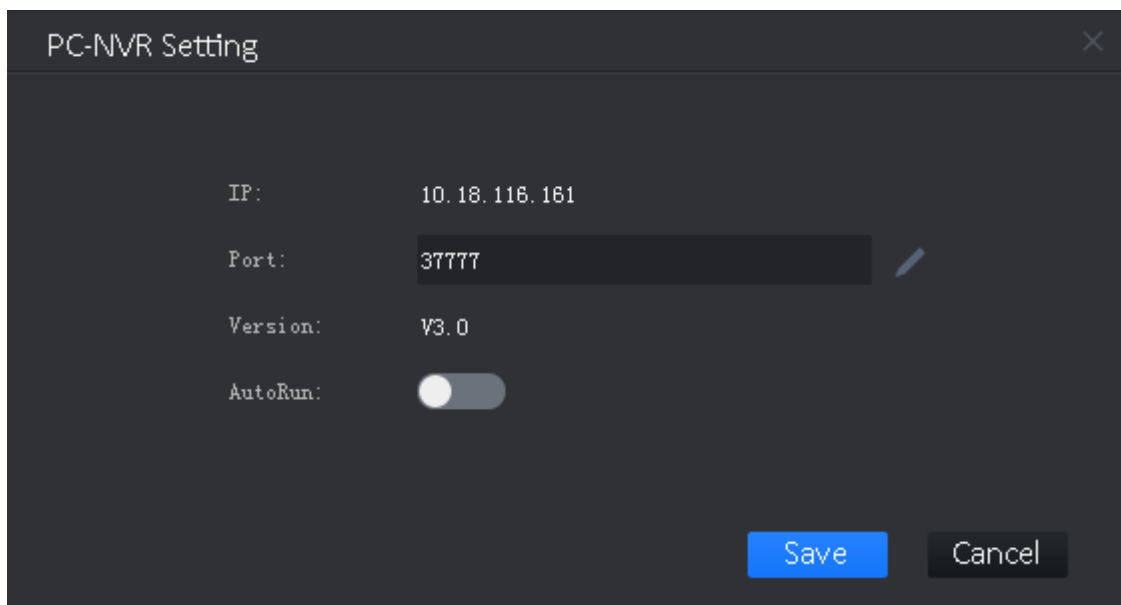 PC-NVR Setting
IP: 10.18.116.161
Port: 37777
Version: V3.0
AutoRun:
Save Cancel